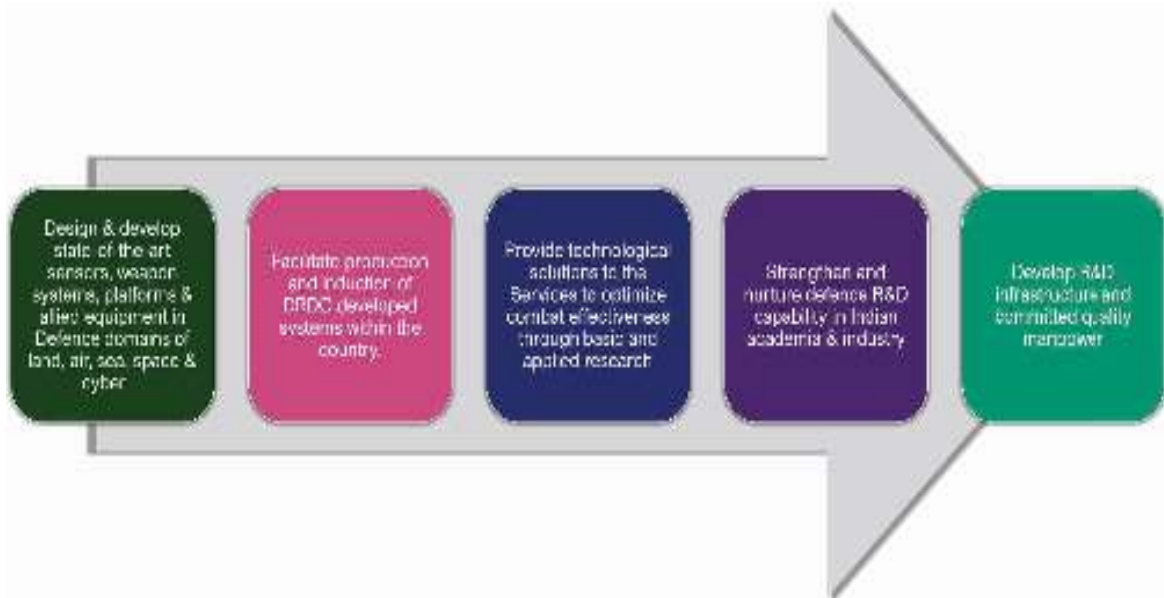 Design & develop
state-of-the art
sensors, weapon
systems, platforms &
allied equipment in
Defence domains of
land, air, sea, space &
cyber
Facilitate production
and induction of
DRDO developed
systems within the
country.
Provide technological
solutions to the
Services to optimize
combat effectiveness
through basic and
applied research
Strengthen and
nurture defence R&D
capability in Indian
academia & industry
Develop R&D
infrastructure and
committed quality
manpower